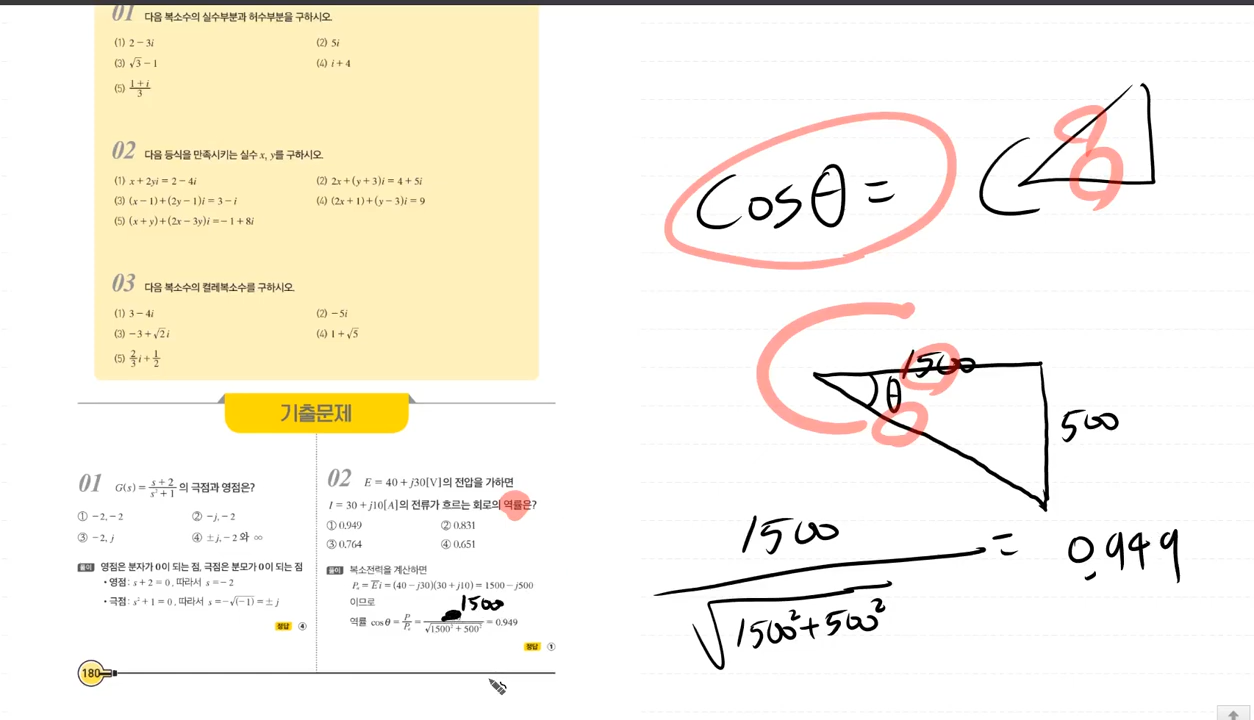 01 다음 복소수의 실수부분과 허수부분을 구하시오.
(1) 2 − 3i (2) 5i
(3) √3 − 1 (4) i + 4
(5) (1+i)/3
02 다음 등식을 만족시키는 실수 x, y를 구하시오.
(1) x + 2yi = 2 − 4i (2) 2x + (y + 3)i = 4 + 5i
(3) (x − 1) + (2y − 1)i = 3 − i (4) (2x + 1) + (y − 3)i = 9
(5) (x + y) + (2x − 3y)i = −1 + 8i
03 다음 복소수의 켤레복소수를 구하시오.
(1) 3 − 4i (2) −5i
(3) −3 + √2 i (4) 1 + √5
(5) 2/3 i + 1/2
기출문제
01 G(s) = (s+2)/(s²+1) 의 극점과 영점은?
① −2, −2 ② −j, −2
③ −2, j ④ ±j, −2 와 ∞
풀이 영점은 분자가 0이 되는 점, 극점은 분모가 0이 되는 점
• 영점: s + 2 = 0, 따라서 s = −2
• 극점: s² + 1 = 0, 따라서 s = −√(−1) = ± j
정답 ④
02 E = 40 + j30[V]의 전압을 가하면
I = 30 + j10[A]의 전류가 흐르는 회로의 역률은?
① 0.949 ② 0.831
③ 0.764 ④ 0.651
풀이 복소전력을 계산하면
= (40 − j30)(30 + j10) = 1500 − j500
이므로
1500
역률 cosθ = = √(1500² + 500²) = 0.949
정답 ①
180
cosθ =
1500
θ
500
1500
= 0.949
√(1500² + 500²)